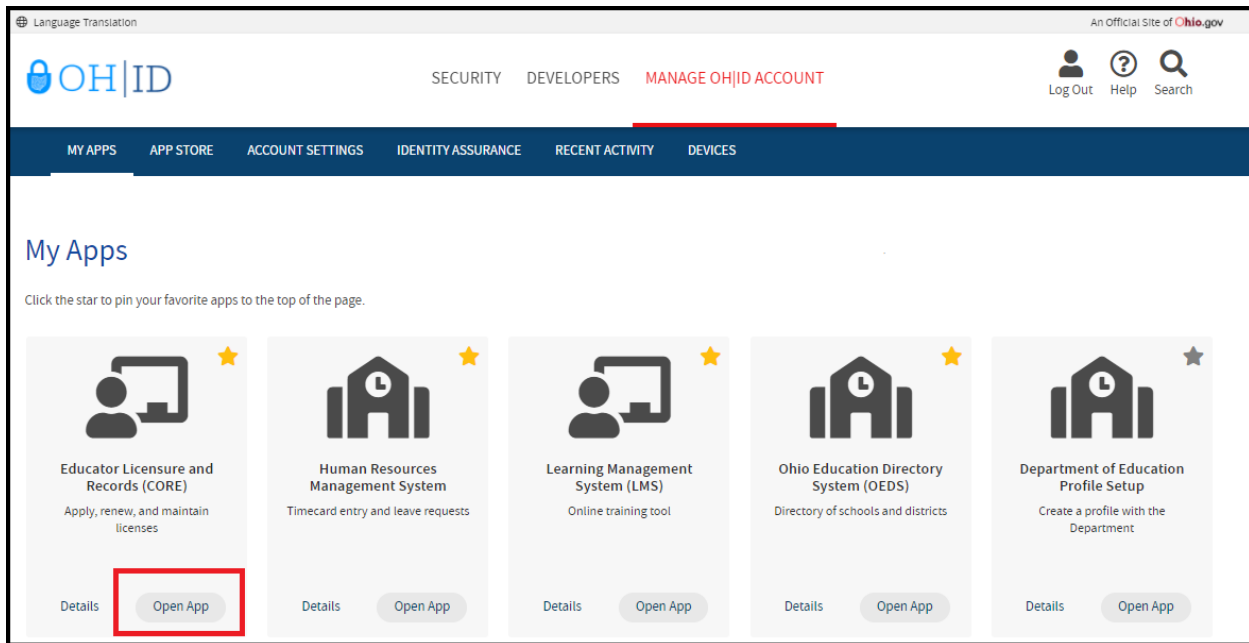 Language Translation
An Official Site of Ohio.gov
OH|ID
SECURITY DEVELOPERS MANAGE OH|ID ACCOUNT
Log Out Help Search
MY APPS APP STORE ACCOUNT SETTINGS IDENTITY ASSURANCE RECENT ACTIVITY DEVICES
My Apps
Click the star to pin your favorite apps to the top of the page.
Educator Licensure and
Records (CORE)
Apply, renew, and maintain
licenses
Details Open App
Human Resources
Management System
Timecard entry and leave requests
Details Open App
Learning Management
System (LMS)
Online training tool
Details Open App
Ohio Education Directory
System (OEDS)
Directory of schools and districts
Details Open App
Department of Education
Profile Setup
Create a profile with the
Department
Details Open App